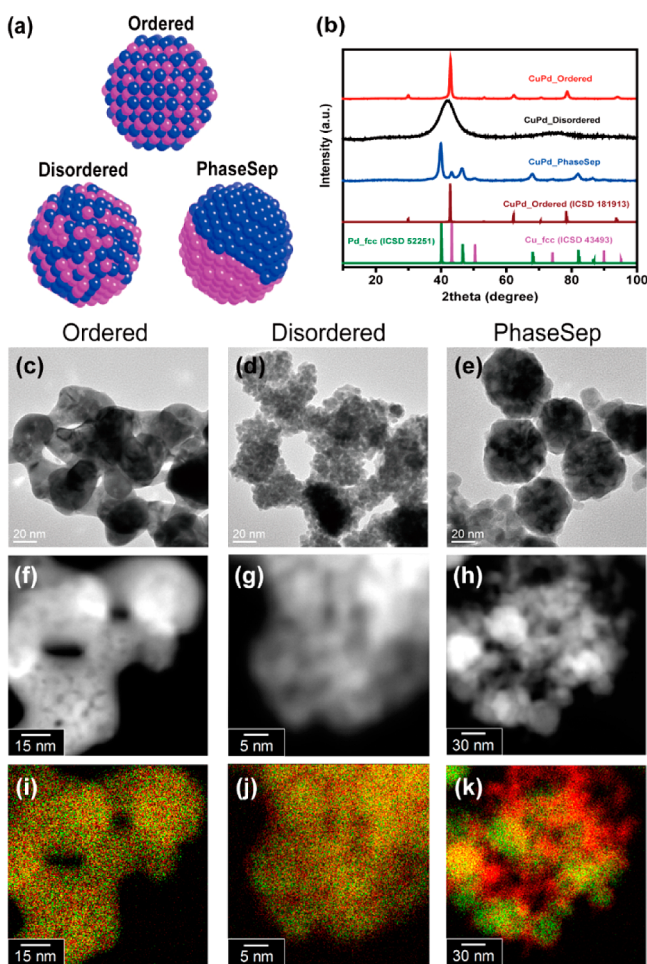 (a)
Ordered
Disordered
PhaseSep
(b)
Intensity (a.u.)
CuPd_Ordered
CuPd_Disordered
CuPd_PhaseSep
CuPd_Ordered (ICSD 181913)
Pd_fcc (ICSD 52251)
Cu_fcc (ICSD 43493)
20
40
60
80
100
2theta (degree)
Ordered
Disordered
PhaseSep
(c)
20 nm
(d)
20 nm
(e)
20 nm
(f)
15 nm
(g)
5 nm
(h)
30 nm
(i)
15 nm
(j)
5 nm
(k)
30 nm